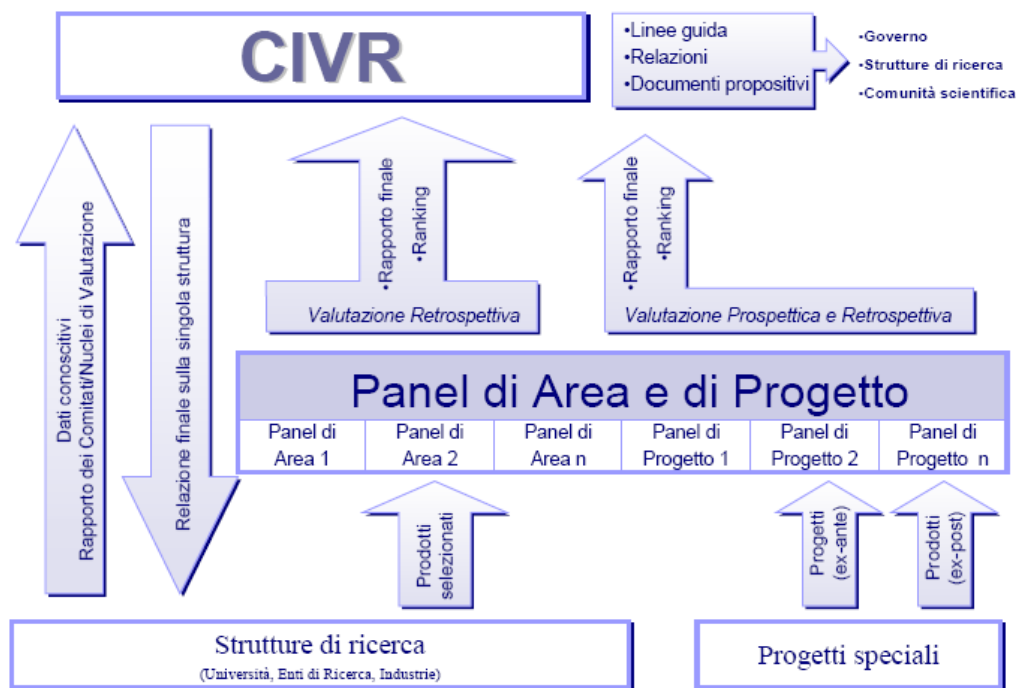 CIVR
•Linee guida
•Relazioni
•Documenti propositivi
•Governo
•Strutture di ricerca
•Comunità scientifica
Dati conoscitivi
Rapporto dei Comitati/Nuclei di Valutazione
Relazione finale sulla singola struttura
•Rapporto finale
•Ranking
Valutazione Retrospettiva
•Rapporto finale
•Ranking
Valutazione Prospettica e Retrospettiva
Panel di Area e di Progetto
Panel di
Area 1
Panel di
Area 2
Panel di
Area n
Panel di
Progetto 1
Panel di
Progetto 2
Panel di
Progetto n
Prodotti
selezionati
Progetti
(ex-ante)
Prodotti
(ex-post)
Strutture di ricerca
(Università, Enti di Ricerca, Industrie)
Progetti speciali